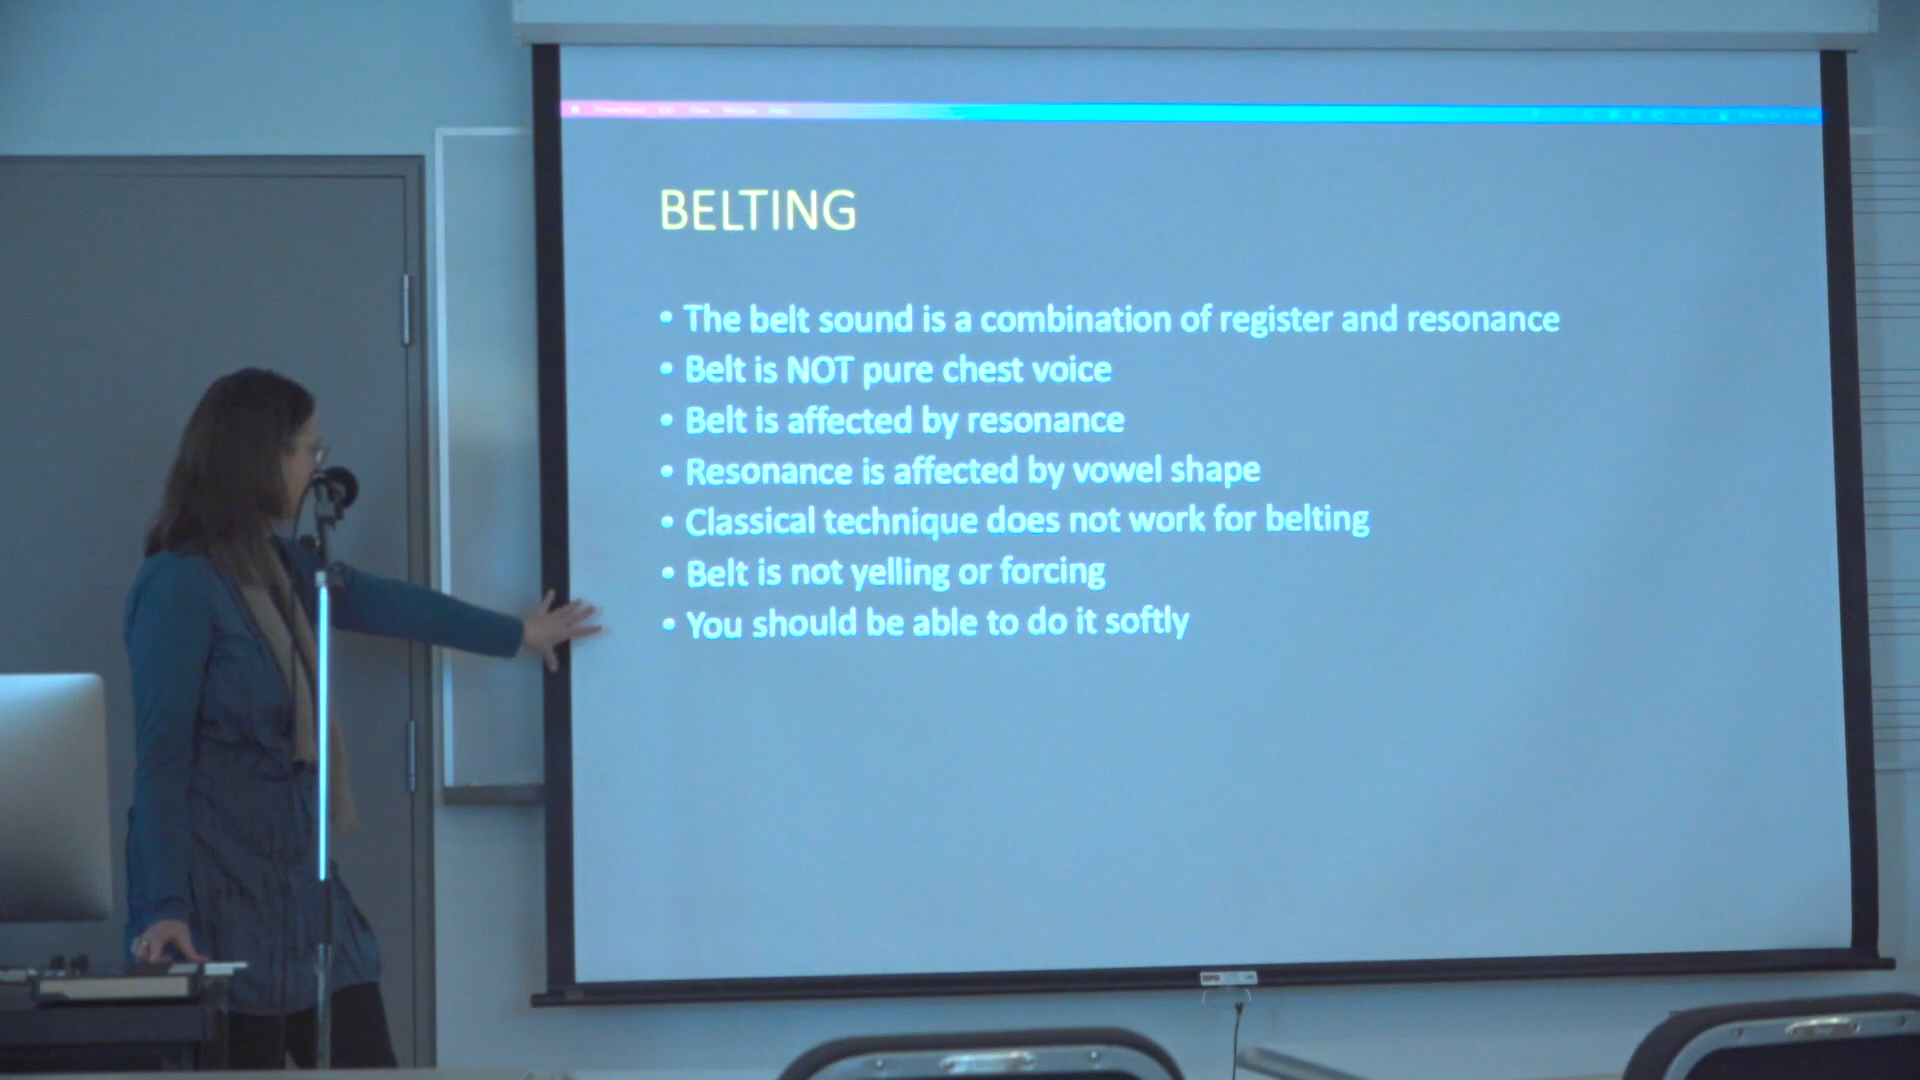 BELTING
• The belt sound is a combination of register and resonance
• Belt is NOT pure chest voice
• Belt is affected by resonance
• Resonance is affected by vowel shape
• Classical technique does not work for belting
• Belt is not yelling or forcing
• You should be able to do it softly